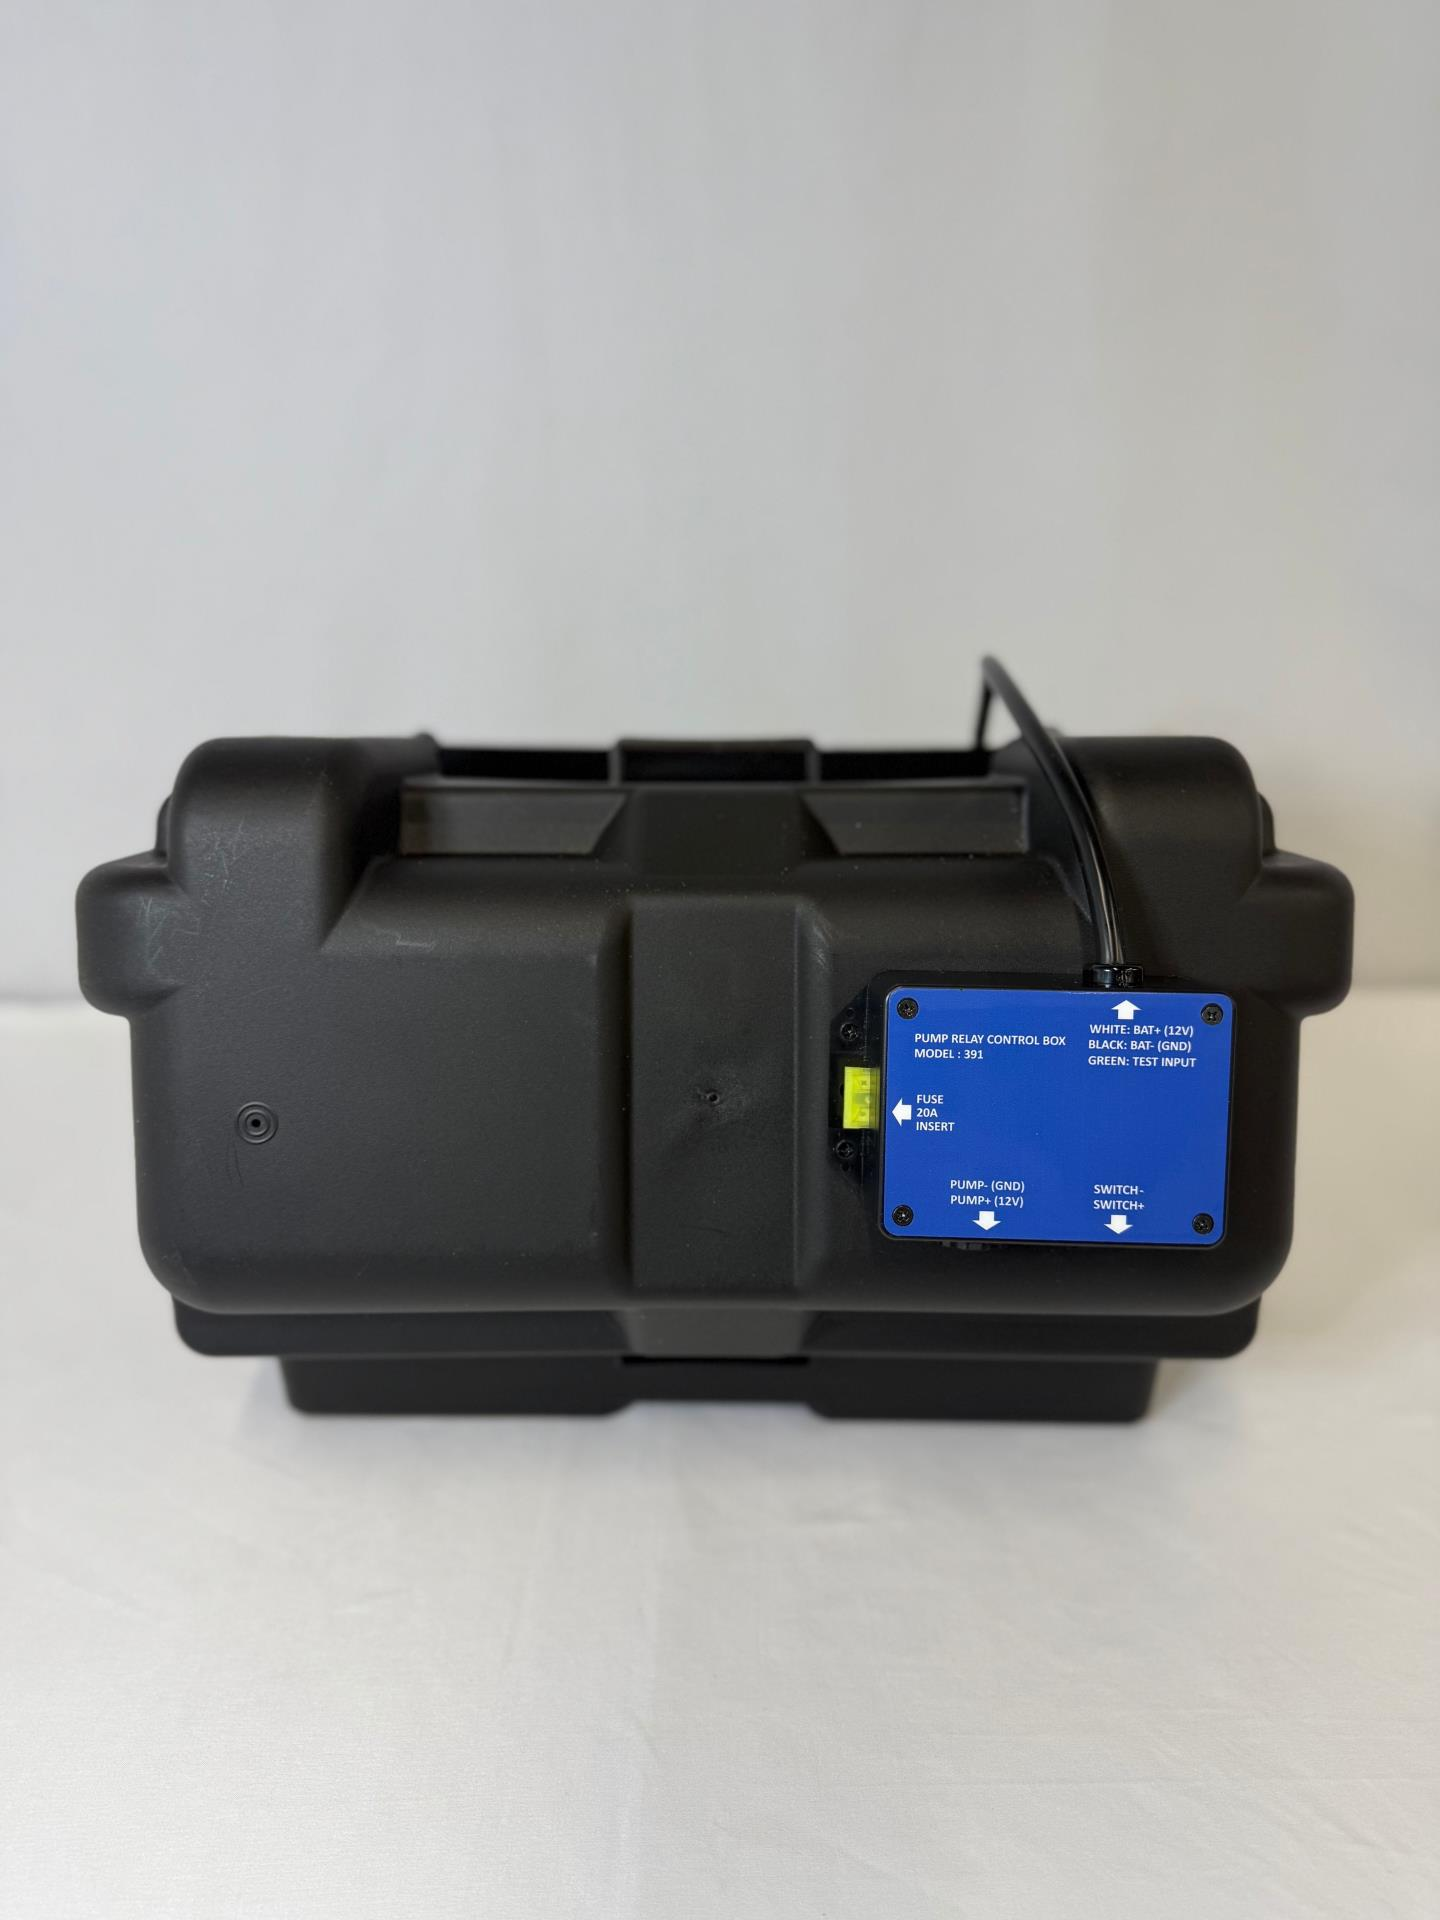 PUMP RELAY CONTROL BOX
MODEL : 391
WHITE: BAT+ (12V)
BLACK: BAT- (GND)
GREEN: TEST INPUT
FUSE
20A
INSERT
PUMP- (GND)
PUMP+ (12V)
SWITCH-
SWITCH+